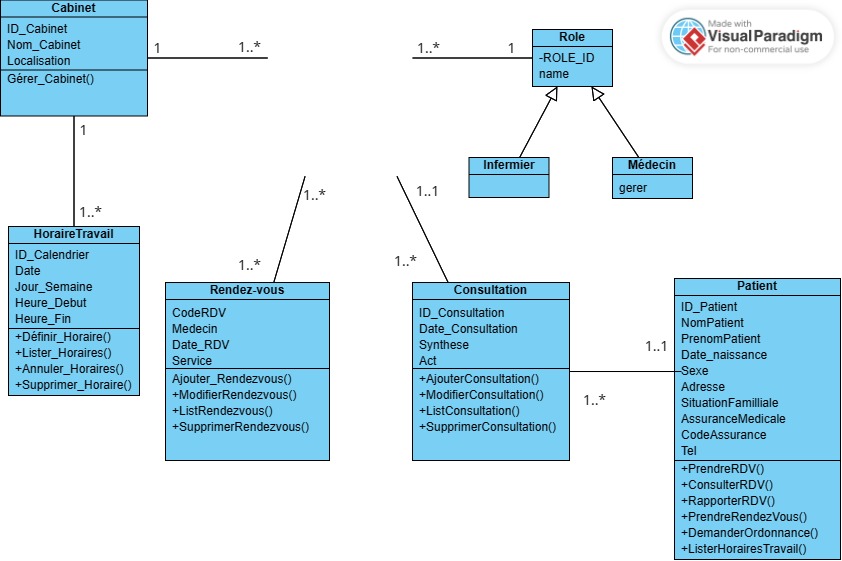 Cabinet
ID_Cabinet
Nom_Cabinet
Localisation
Gérer_Cabinet()
1
1..*
1..*
1
Role
-ROLE_ID
name
Made with
VisualParadigm
For non-commercial use
1
1..*
Infermier
Médecin
gerer
1..*
1..*
1..1
1..*
HoraireTravail
ID_Calendrier
Date
Jour_Semaine
Heure_Debut
Heure_Fin
+Définir_Horaire()
+Lister_Horaires()
+Annuler_Horaires()
+Supprimer_Horaire()
Rendez-vous
CodeRDV
Medecin
Date_RDV
Service
Ajouter_Rendezvous()
+ModifierRendezvous()
+ListRendezvous()
+SupprimerRendezvous()
Consultation
ID_Consultation
Date_Consultation
Synthese
Act
+AjouterConsultation()
+ModifierConsultation()
+ListConsultation()
+SupprimerConsultation()
1..1
1..*
Patient
ID_Patient
NomPatient
PrenomPatient
Date_naissance
Sexe
Adresse
SituationFamilliale
AssuranceMedicale
CodeAssurance
Tel
+PrendreRDV()
+ConsulterRDV()
+RapporterRDV()
+PrendreRendezVous()
+DemanderOrdonnance()
+ListerHorairesTravail()